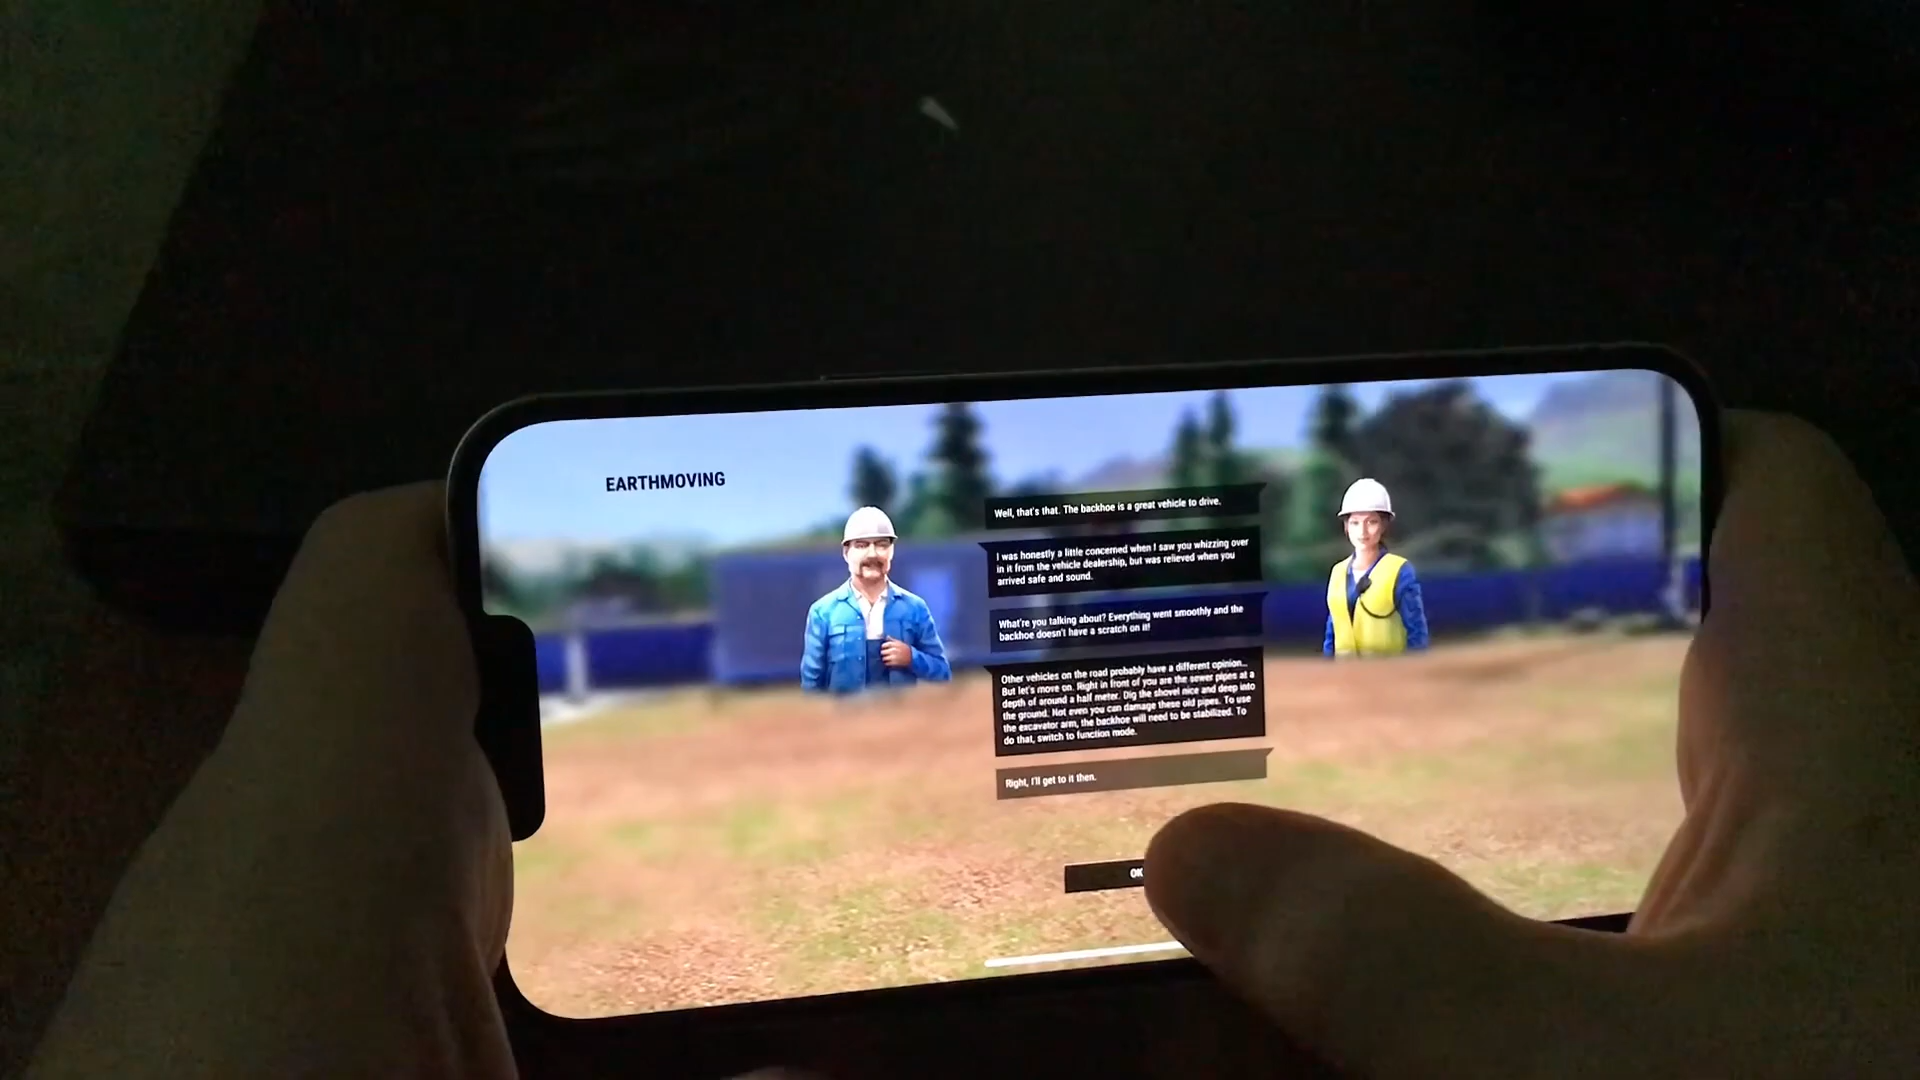 EARTHMOVING
Well, that's that. The backhoe is a great vehicle to drive.
I was honestly a little concerned when I saw you whizzing over
in it from the vehicle dealership, but was relieved when you
arrived safe and sound.
What're you talking about? Everything went smoothly and the
backhoe doesn't have a scratch on it!
Other vehicles on the road probably have a different opinion...
But let's move on. Right in front of you are the sewer pipes at a
depth of around a half meter. Dig the shovel nice and deep into
the ground. Not even you can damage these old pipes. To use
the excavator arm, the backhoe will need to be stabilized. To
do that, switch to function mode.
Right, I'll get to it then.
OK